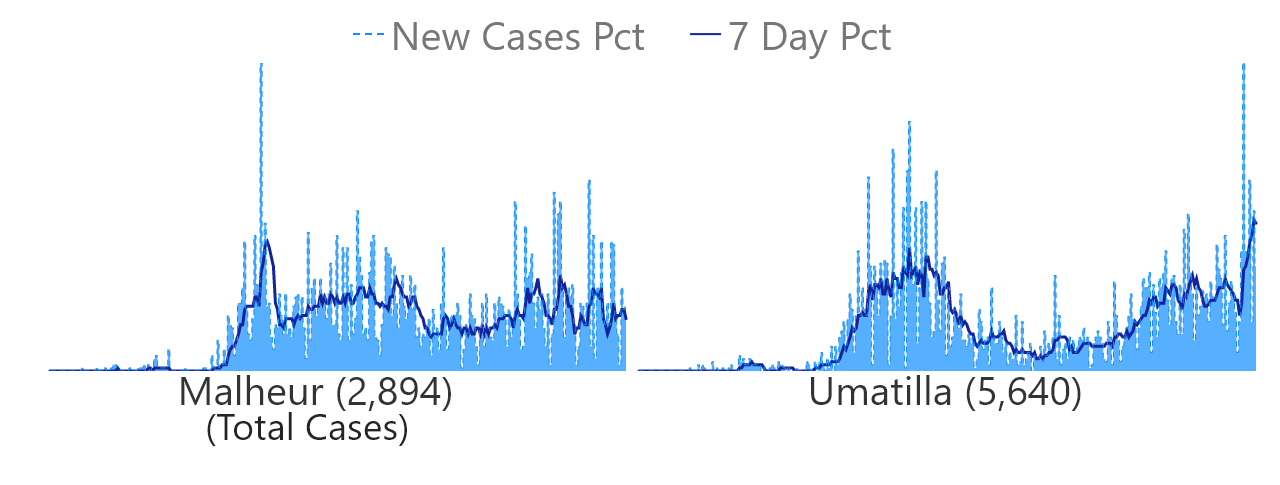 New Cases Pct 7 Day Pct
Malheur (2,894) Umatilla (5,640)
(Total Cases)